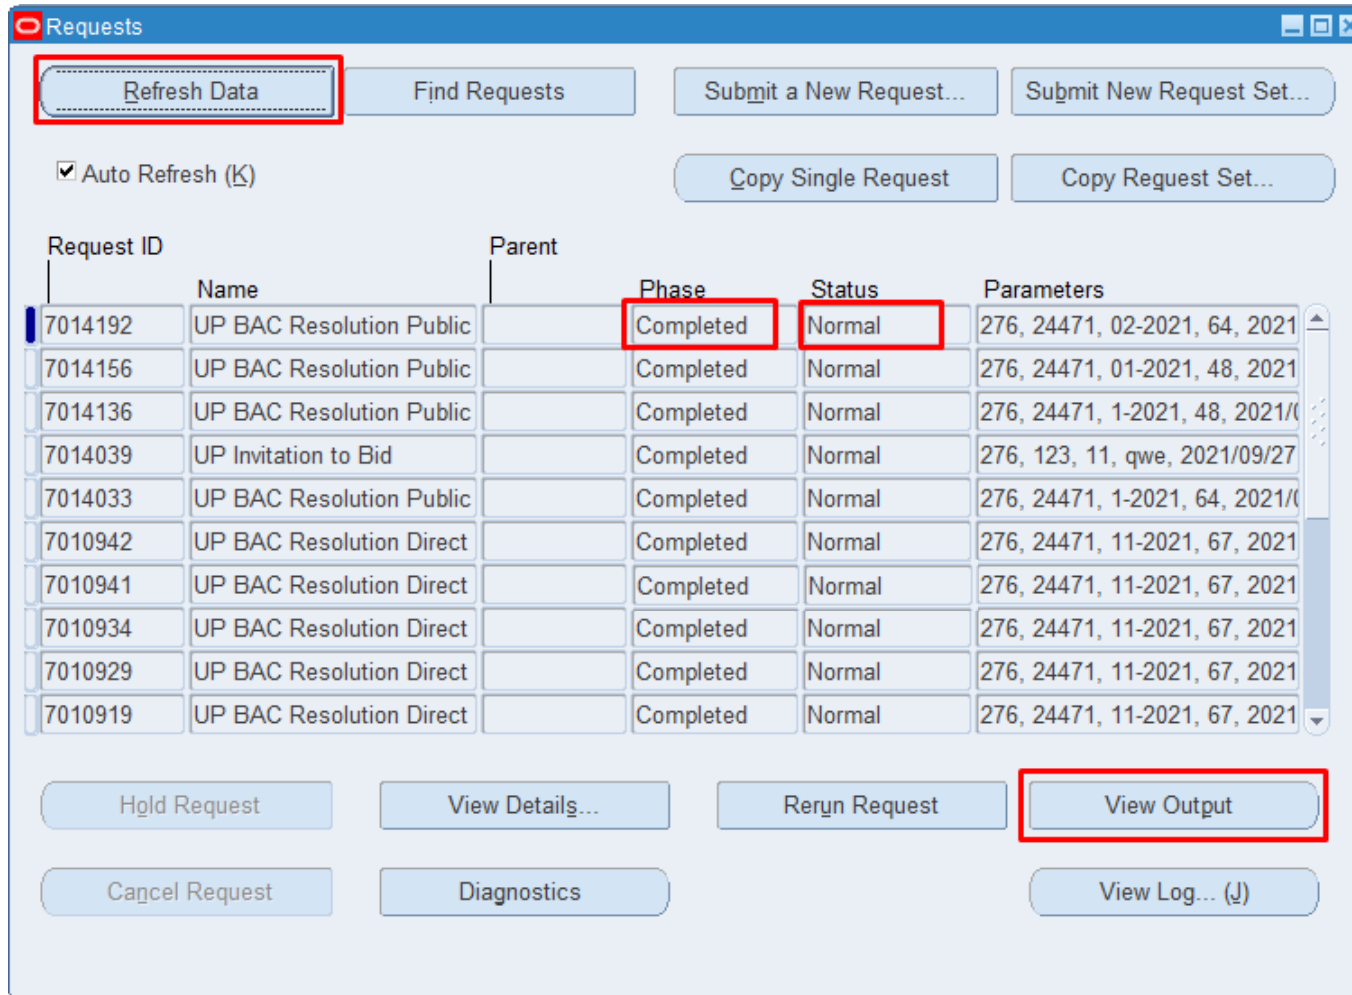 Requests
Refresh Data Find Requests Submit a New Request... Submit New Request Set...
Auto Refresh (K) Copy Single Request Copy Request Set...
Request ID Parent
Name Phase Status Parameters
7014192 UP BAC Resolution Public Completed Normal 276, 24471, 02-2021, 64, 2021
7014156 UP BAC Resolution Public Completed Normal 276, 24471, 01-2021, 48, 2021
7014136 UP BAC Resolution Public Completed Normal 276, 24471, 1-2021, 48, 2021/0
7014039 UP Invitation to Bid Completed Normal 276, 123, 11, qwe, 2021/09/27
7014033 UP BAC Resolution Public Completed Normal 276, 24471, 1-2021, 64, 2021/0
7010942 UP BAC Resolution Direct Completed Normal 276, 24471, 11-2021, 67, 2021
7010941 UP BAC Resolution Direct Completed Normal 276, 24471, 11-2021, 67, 2021
7010934 UP BAC Resolution Direct Completed Normal 276, 24471, 11-2021, 67, 2021
7010929 UP BAC Resolution Direct Completed Normal 276, 24471, 11-2021, 67, 2021
7010919 UP BAC Resolution Direct Completed Normal 276, 24471, 11-2021, 67, 2021
Hold Request View Details... Rerun Request View Output
Cancel Request Diagnostics View Log... (J)